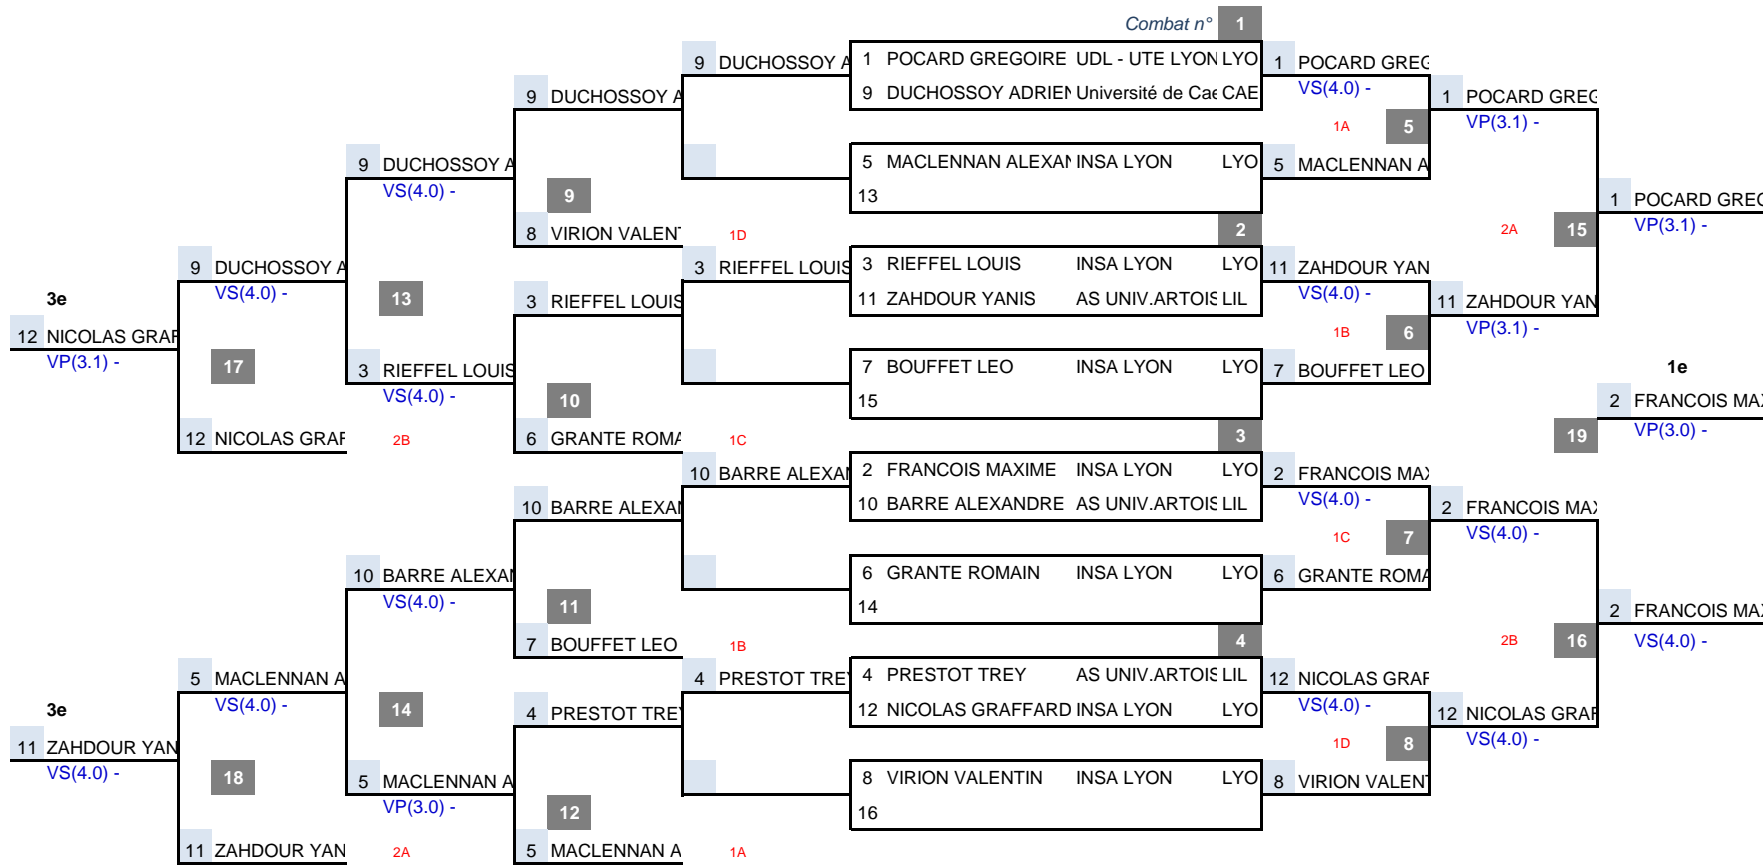 Combat n° 1
9 DUCHOSSOY A 1 POCARD GREGOIRE UDL - UTE LYON LYO 1 POCARD GREG
9 DUCHOSSOY A 9 DUCHOSSOY ADRIEN Université de Cae CAE VS(4.0) - 1 POCARD GREG
1A 5 VP(3.1) -
9 DUCHOSSOY A 5 MACLENNAN ALEXAN INSA LYON LYO 5 MACLENNAN A
VS(4.0) - 9 13 1 POCARD GREG
8 VIRION VALENT 1D 2 2A 15 VP(3.1) -
9 DUCHOSSOY A 3 RIEFFEL LOUIS 3 RIEFFEL LOUIS INSA LYON LYO 11 ZAHDOUR YAN
3e VS(4.0) - 13 3 RIEFFEL LOUIS 11 ZAHDOUR YANIS AS UNIV.ARTOIS LIL VS(4.0) - 11 ZAHDOUR YAN
12 NICOLAS GRAF 1B 6 VP(3.1) -
VP(3.1) - 17 3 RIEFFEL LOUIS 7 BOUFFET LEO INSA LYON LYO 7 BOUFFET LEO 1e
VS(4.0) - 10 15 2 FRANCOIS MAX
12 NICOLAS GRAF 2B 6 GRANTE ROMA 1C 3 19 VP(3.0) -
10 BARRE ALEXAN 2 FRANCOIS MAXIME INSA LYON LYO 2 FRANCOIS MAX
10 BARRE ALEXAN 10 BARRE ALEXANDRE AS UNIV.ARTOIS LIL VS(4.0) - 2 FRANCOIS MAX
1C 7 VS(4.0) -
10 BARRE ALEXAN 6 GRANTE ROMAIN INSA LYON LYO 6 GRANTE ROMA
VS(4.0) - 11 14 2 FRANCOIS MAX
7 BOUFFET LEO 1B 4 2B 16 VS(4.0) -
5 MACLENNAN A 4 PRESTOT TREY 4 PRESTOT TREY AS UNIV.ARTOIS LIL 12 NICOLAS GRAF
3e VS(4.0) - 14 4 PRESTOT TREY 12 NICOLAS GRAFFARD INSA LYON LYO VS(4.0) - 12 NICOLAS GRAF
11 ZAHDOUR YAN 1D 8 VS(4.0) -
VS(4.0) - 18 5 MACLENNAN A 8 VIRION VALENTIN INSA LYON LYO 8 VIRION VALENT
VP(3.0) - 12 16
11 ZAHDOUR YAN 2A 5 MACLENNAN A 1A